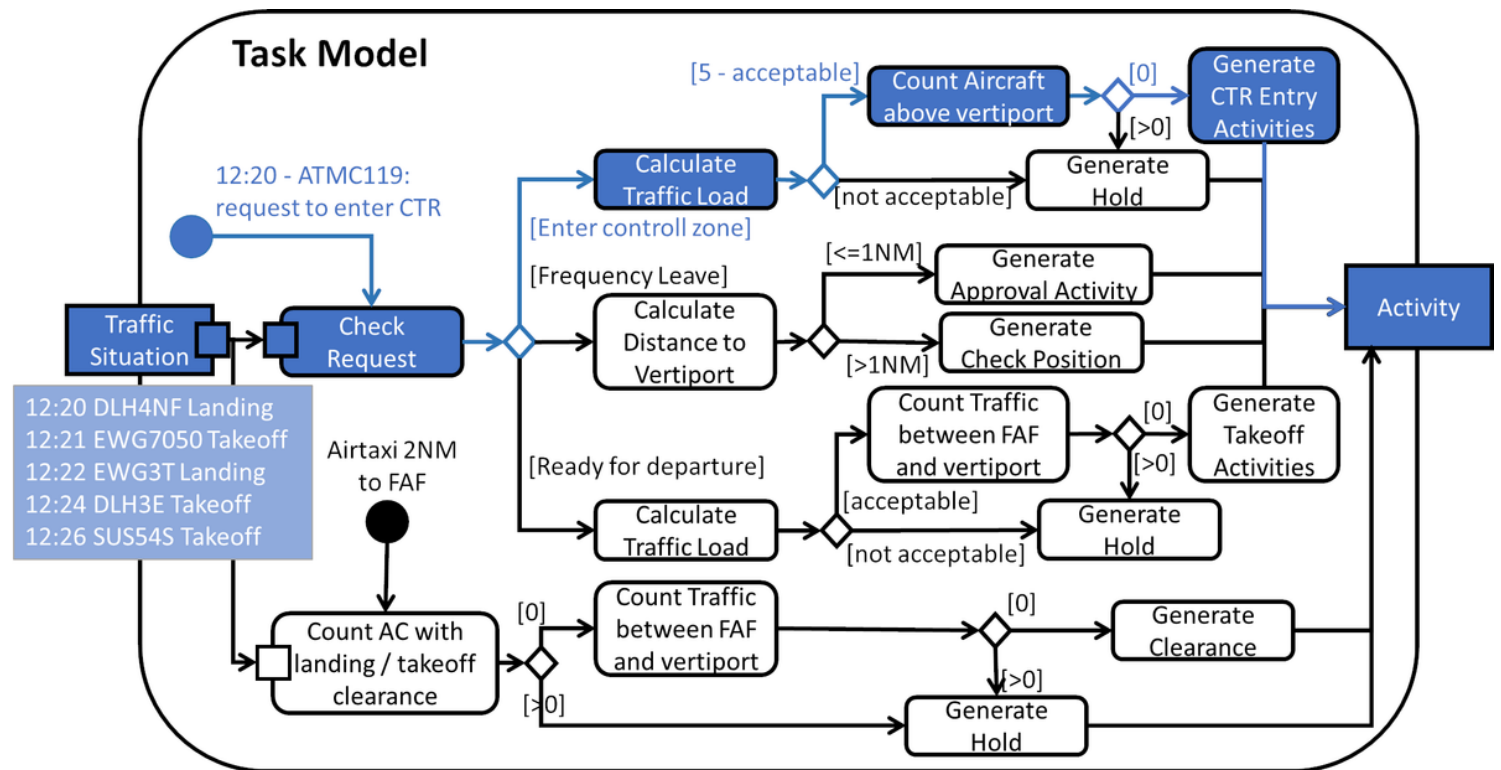 Task Model
[5 - acceptable]
Count Aircraft
above vertiport
[0]
Generate
CTR Entry
Activities
[>0]
12:20 - ATMC119:
request to enter CTR
Calculate
Traffic Load
[not acceptable]
Generate
Hold
[Enter controll zone]
[Frequency Leave]
[<=1NM]
Generate
Approval Activity
Traffic
Situation
Check
Request
Calculate
Distance to
Vertiport
[>1NM]
Generate
Check Position
Activity
12:20 DLH4NF Landing
12:21 EWG7050 Takeoff
12:22 EWG3T Landing
12:24 DLH3E Takeoff
12:26 SUS54S Takeoff
Airtaxi 2NM
to FAF
[Ready for departure]
Count Traffic
between FAF
and vertiport
[0]
Generate
Takeoff
Activities
[>0]
[acceptable]
Calculate
Traffic Load
[not acceptable]
Generate
Hold
Count AC with
landing / takeoff
clearance
[0]
[>0]
Count Traffic
between FAF
and vertiport
[0]
Generate
Clearance
[>0]
Generate
Hold